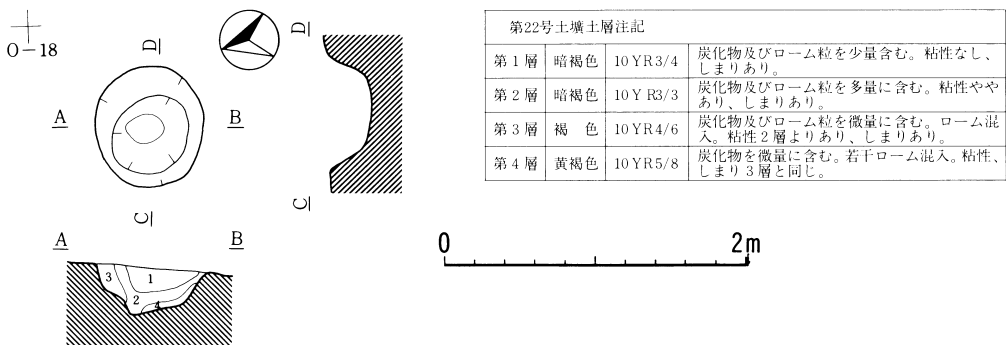 O-18
D
A
B
C
D
C
A
B
1
2
3
4
第22号土壙土層注記
第1層 暗褐色 10YR3/4 炭化物及びローム粒を少量含む。粘性なし、
しまりあり。
第2層 暗褐色 10YR3/3 炭化物及びローム粒を多量に含む。粘性やや
あり、しまりあり。
第3層 褐色 10YR4/6 炭化物及びローム粒を微量に含む。ローム混
入。粘性2層よりあり、しまりあり。
第4層 黄褐色 10YR5/8 炭化物を微量に含む。若干ローム混入。粘性、
しまり3層と同じ。
0 2m